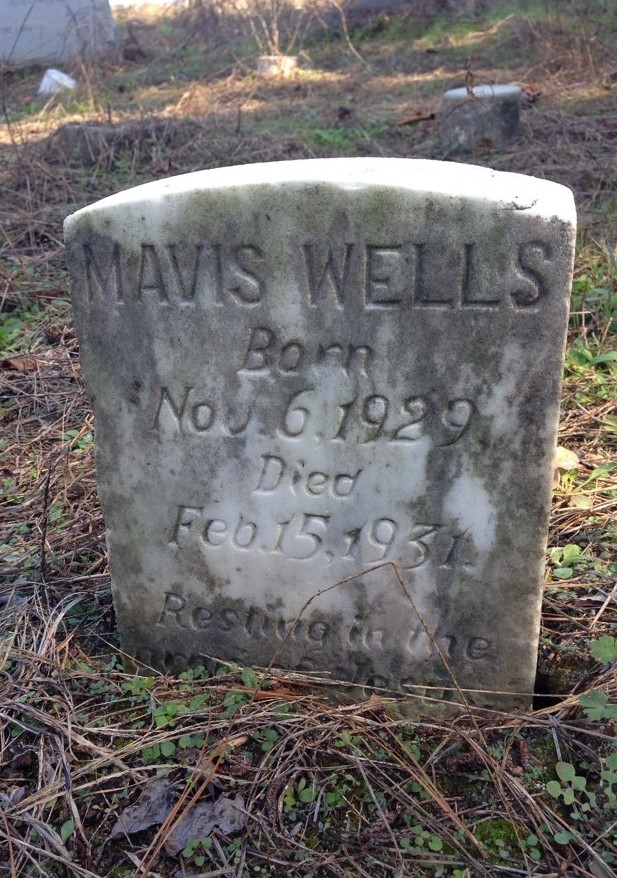 MAVIS WELLS
Born
Nov. 6, 1929.
Died
Feb. 15, 1931.
Resting in the